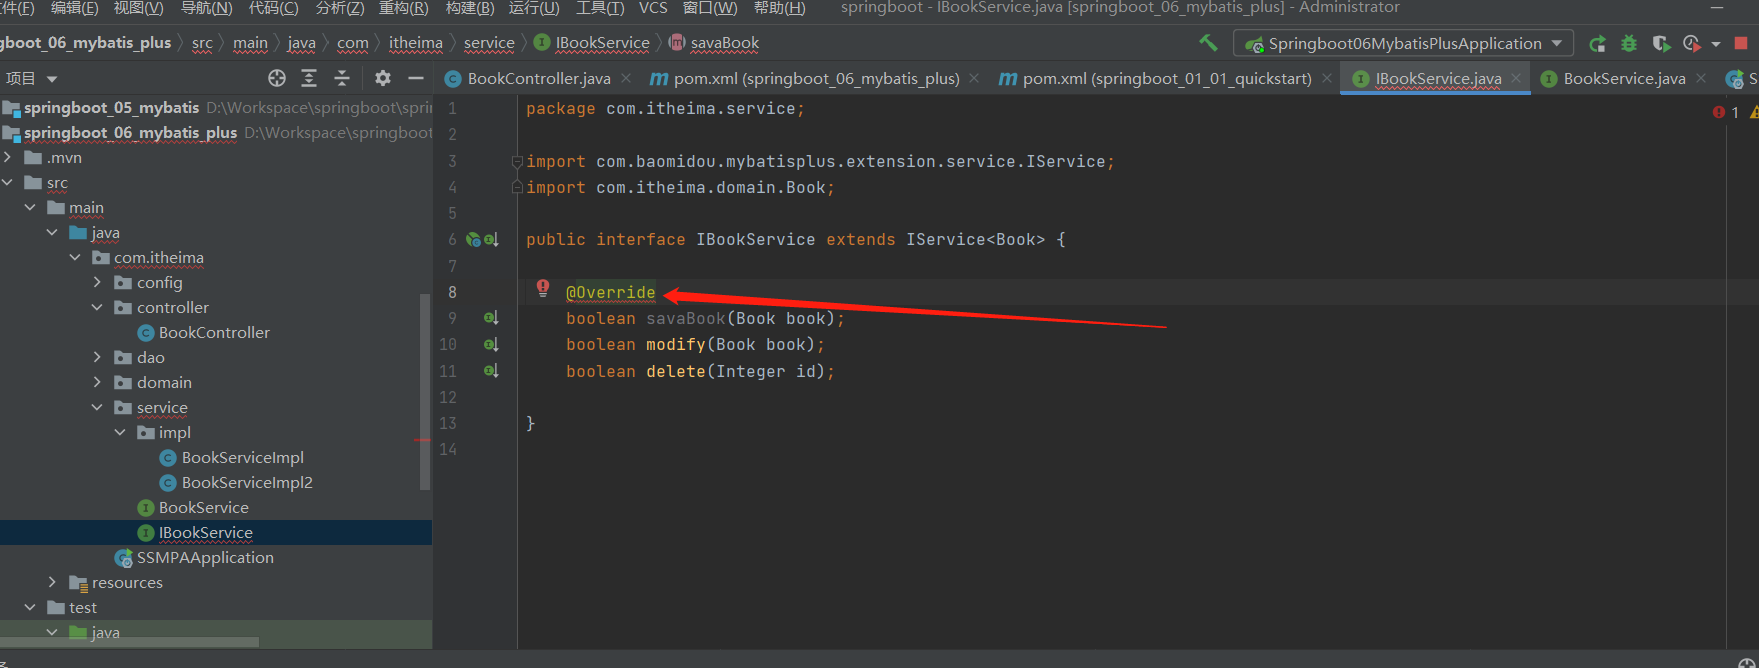 件(F) 编辑(E) 视图(V) 导航(N) 代码(C) 分析(Z) 重构(R) 构建(B) 运行(U) 工具(T) VCS 窗口(W) 帮助(H) springboot - IBookService.java [springboot_06_mybatis_plus] - Administrator
gboot_06_mybatis_plus src main java com itheima service IBookService savaBook Springboot06MybatisPlusApplication
项目 BookController.java pom.xml (springboot_06_mybatis_plus) pom.xml (springboot_01_01_quickstart) IBookService.java BookService.java S
springboot_05_mybatis D:\Workspace\springboot\sprin
springboot_06_mybatis_plus D:\Workspace\springboot
.mvn
src
main
java
com.itheima
config
controller
BookController
dao
domain
service
impl
BookServiceImpl
BookServiceImpl2
BookService
IBookService
SSMPAApplication
resources
test
java
1 package com.itheima.service;
2
3 import com.baomidou.mybatisplus.extension.service.IService;
4 import com.itheima.domain.Book;
5
6 public interface IBookService extends IService<Book> {
7
8 @Override
9 boolean savaBook(Book book);
10 boolean modify(Book book);
11 boolean delete(Integer id);
12
13 }
14
1